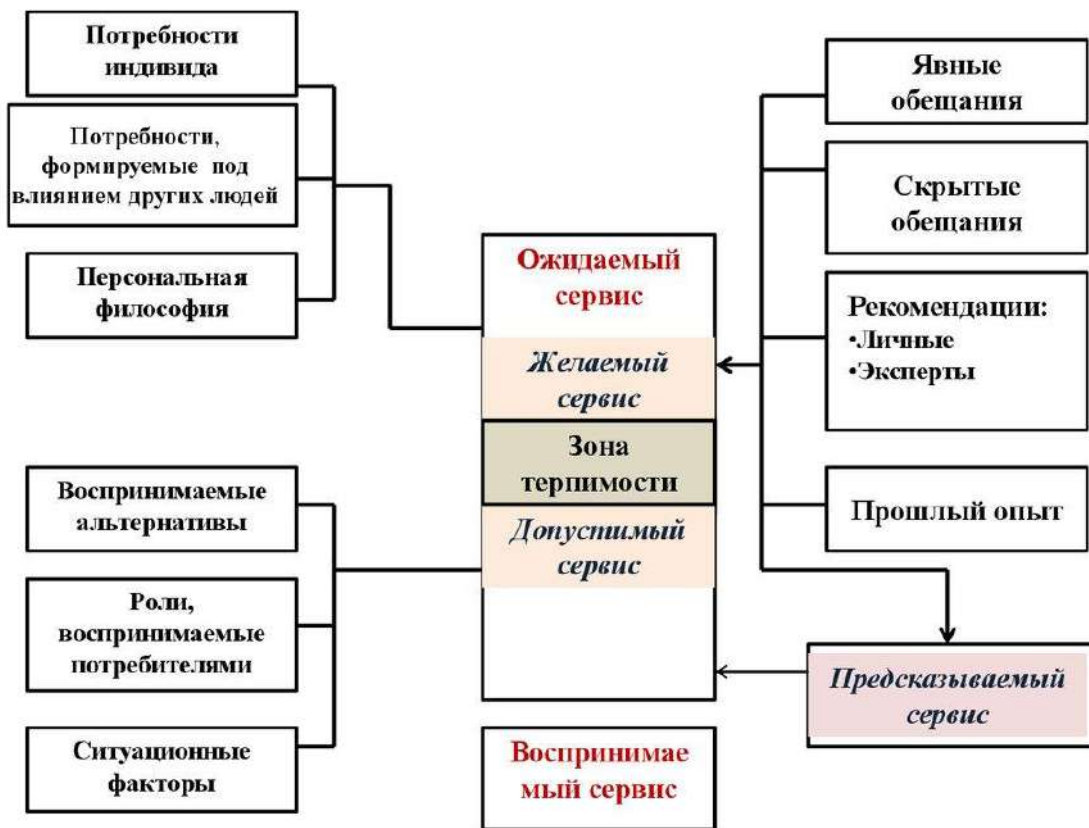 Потребности
индивида
Потребности,
формируемые под
влиянием других людей
Персональная
философия
Воспринимаемые
альтернативы
Роли,
воспринимаемые
потребителями
Ситуационные
факторы
Ожидаемый
сервис
Желаемый
сервис
Зона
терпимости
Допустимый
сервис
Воспринимае
мый сервис
Явные
обещания
Скрытые
обещания
Рекомендации:
•Личные
•Эксперты
Прошлый опыт
Предсказываемый
сервис